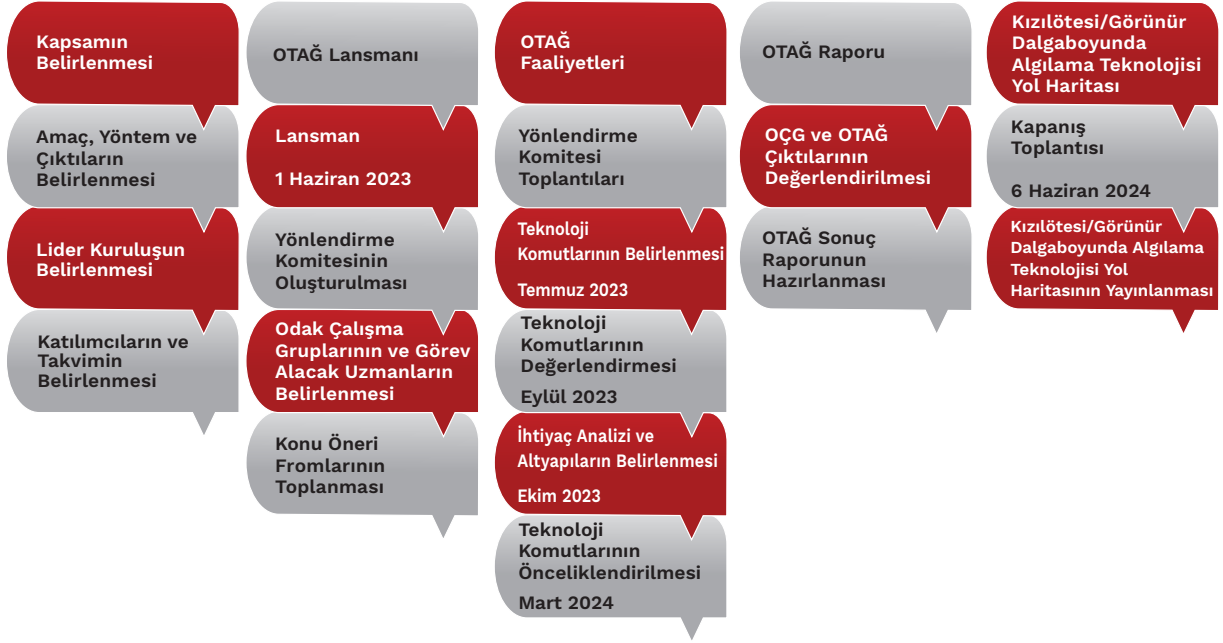 Kapsamın
Belirlenmesi
Amaç, Yöntem ve
Çıktıların
Belirlenmesi
Lider Kuruluşun
Belirlenmesi
Katılımcıların ve
Takvimin
Belirlenmesi
OTAĞ Lansmanı
Lansman
1 Haziran 2023
Yönlendirme
Komitesinin
Oluşturulması
Odak Çalışma
Gruplarının ve Görev
Alacak Uzmanların
Belirlenmesi
Konu Öneri
Fromlarının
Toplanması
OTAĞ
Faaliyetleri
Yönlendirme
Komitesi
Toplantıları
Teknoloji
Komutlarının Belirlenmesi
Temmuz 2023
Teknoloji
Komutlarının
Değerlendirmesi
Eylül 2023
İhtiyaç Analizi ve
Altyapıların Belirlenmesi
Ekim 2023
Teknoloji
Komutlarının
Önceliklendirilmesi
Mart 2024
OTAĞ Raporu
OÇG ve OTAĞ
Çıktılarının
Değerlendirilmesi
OTAĞ Sonuç
Raporunun
Hazırlanması
Kızılötesi/Görünür
Dalgaboyunda
Algılama Teknolojisi
Yol Haritası
Kapanış
Toplantısı
6 Haziran 2024
Kızılötesi/Görünür
Dalgaboyunda Algılama
Teknolojisi Yol
Haritasının Yayınlanması